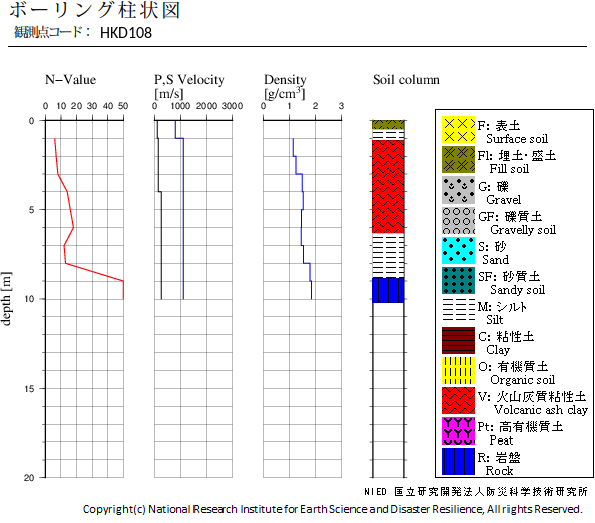 ボーリング柱状図
観測点コード： HKD108
N-Value
P,S Velocity
[m/s]
Density
[g/cm3]
Soil column
0 10 20 30 40 50
0 1000 2000 3000
0 1 2 3
0
5
10
15
20
depth [m]
F: 表土
Surface soil
Fl: 埋土・盛土
Fill soil
G: 礫
Gravel
GF: 礫質土
Gravelly soil
S: 砂
Sand
SF: 砂質土
Sandy soil
M: シルト
Silt
C: 粘性土
Clay
O: 有機質土
Organic soil
V: 火山灰質粘性土
Volcanic ash clay
Pt: 高有機質土
Peat
R: 岩盤
Rock
NIED 国立研究開発法人防災科学技術研究所
Copyright(c) National Research Institute for Earth Science and Disaster Resilience, All rights Reserved.